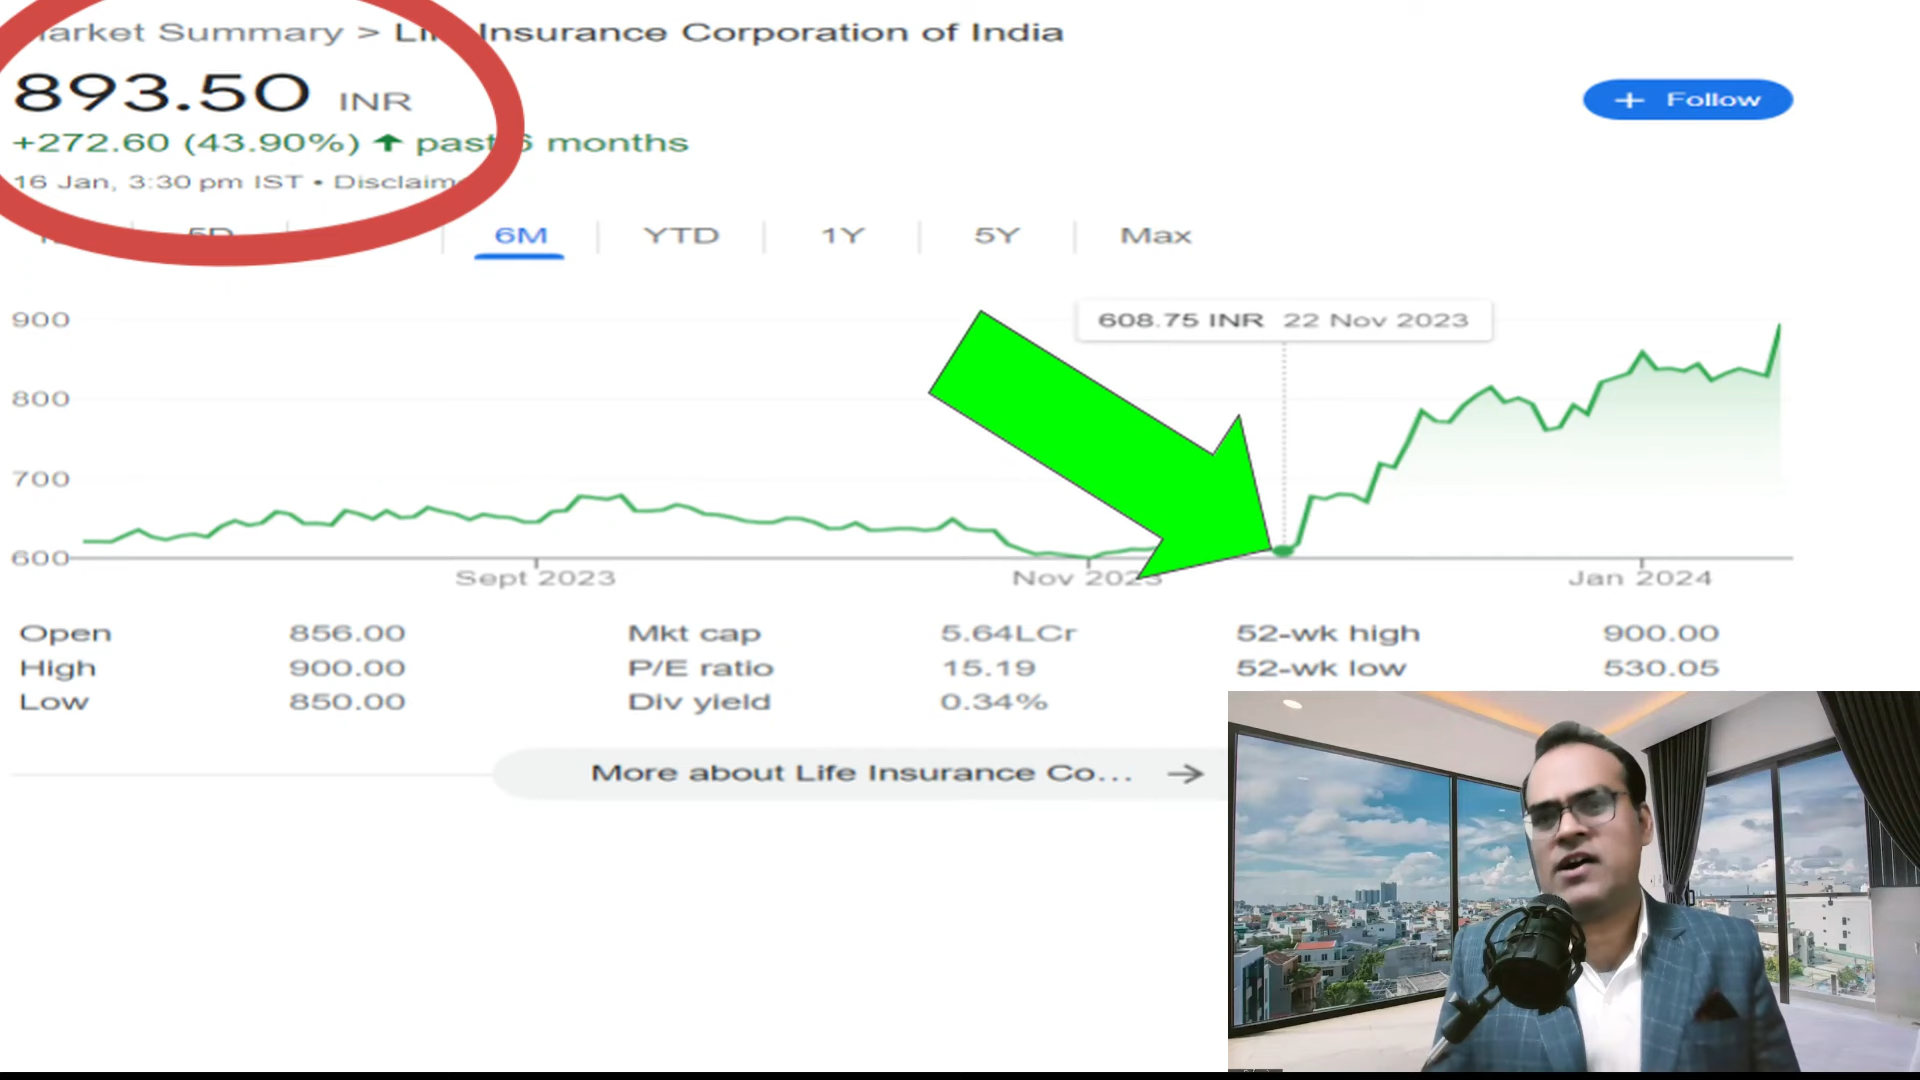 arket Summary > Li Insurance Corporation of India
893.50 INR
+ Follow
+272.60 (43.90%) ↑ past 6 months
16 Jan, 3:30 pm IST • Disclaim
5D 6M YTD 1Y 5Y Max
608.75 INR 22 Nov 2023
900
800
700
600
Sept 2023 Nov 2023 Jan 2024
Open 856.00 Mkt cap 5.64LCr 52-wk high 900.00
High 900.00 P/E ratio 15.19 52-wk low 530.05
Low 850.00 Div yield 0.34%
More about Life Insurance Co... →